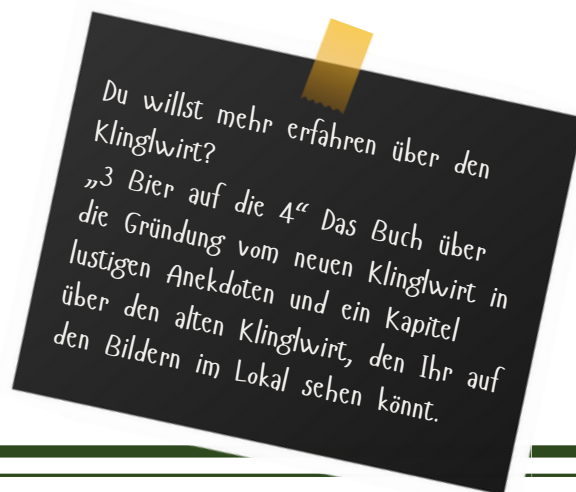 Du willst mehr erfahren über den
Klinglwirt?
„3 Bier auf die 4“ Das Buch über
die Gründung vom neuen Klinglwirt in
lustigen Anekdoten und ein Kapitel
über den alten Klinglwirt, den Ihr auf
den Bildern im Lokal sehen könnt.